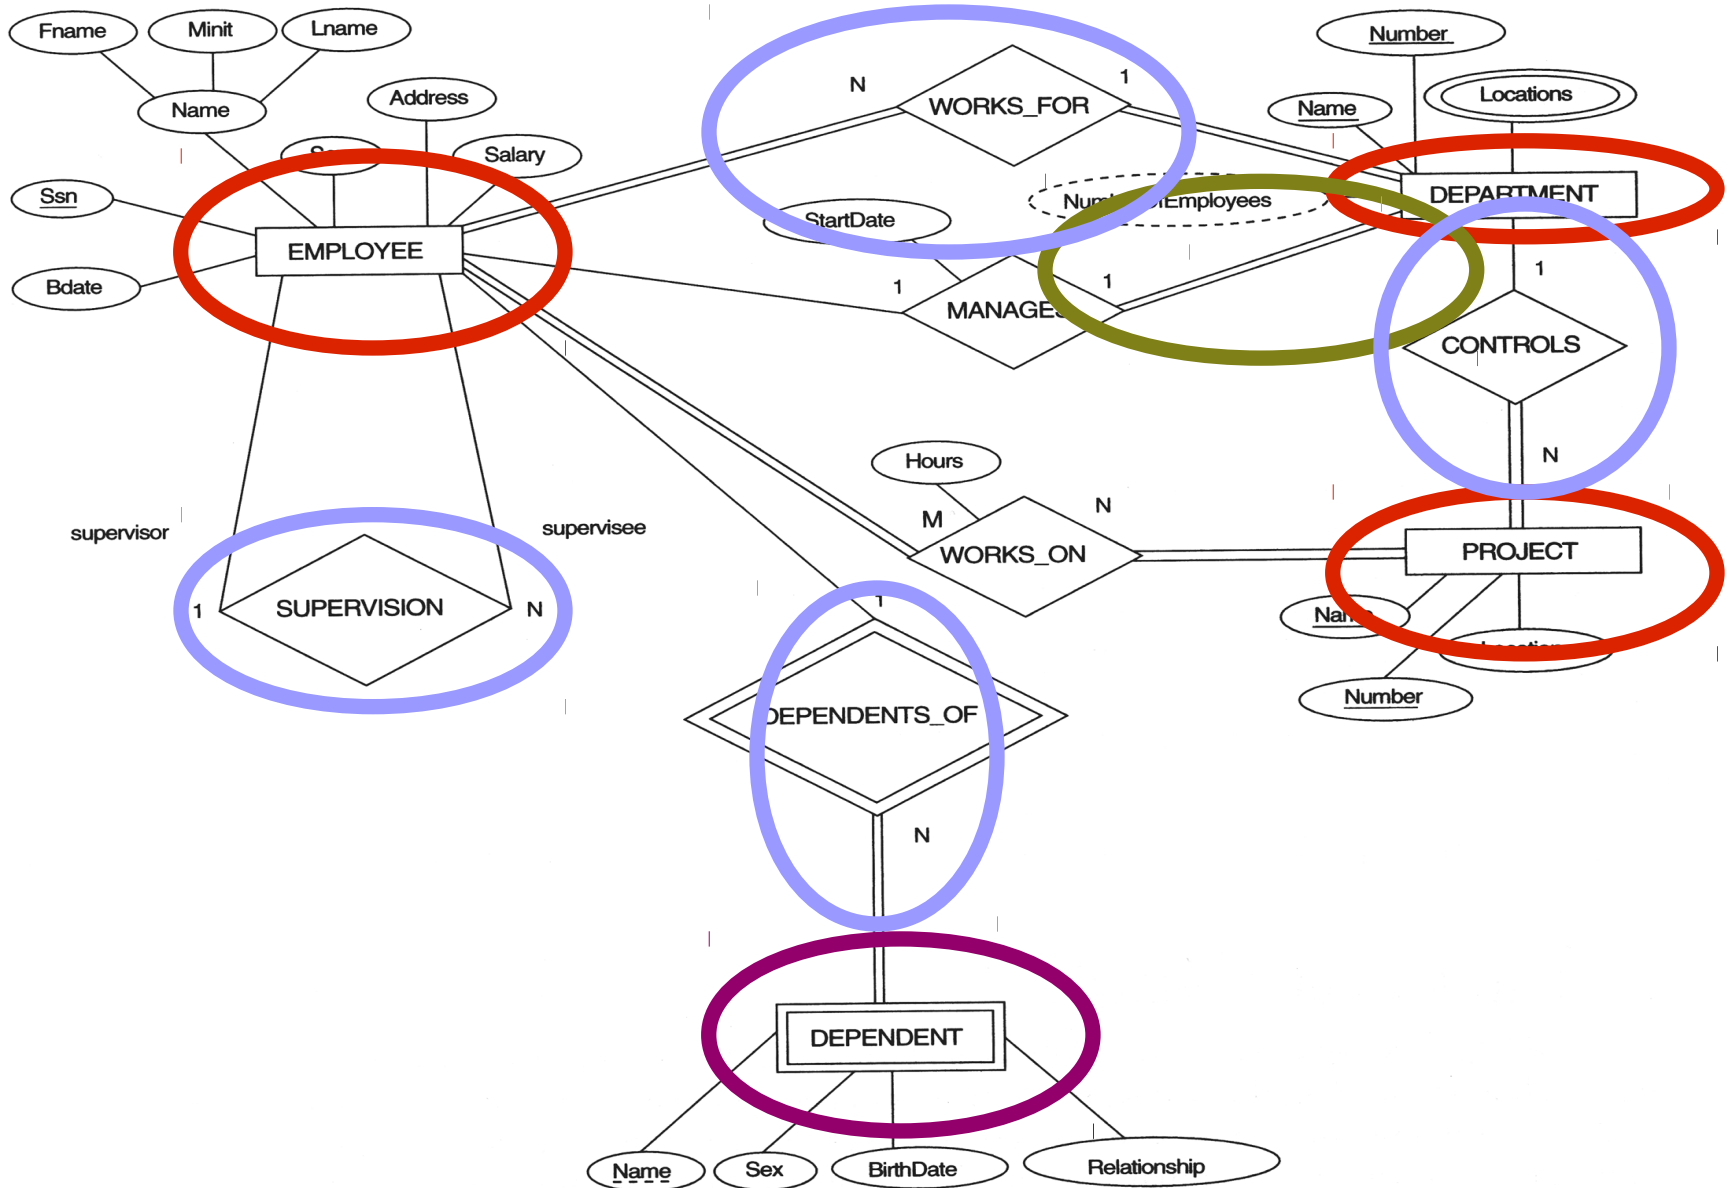 Fname
Minit
Lname
Number
N
1
Name
Address
Name
Locations
WORKS_FOR
Salary
Ssn
DEPARTMENT
StartDate
EMPLOYEE
Bdate
1
1
1
MANAGES
CONTROLS
Hours
N
M
N
supervisor
supervisee
WORKS_ON
PROJECT
1
SUPERVISION
N
1
Name
Number
DEPENDENTS_OF
N
DEPENDENT
Name
Sex
BirthDate
Relationship